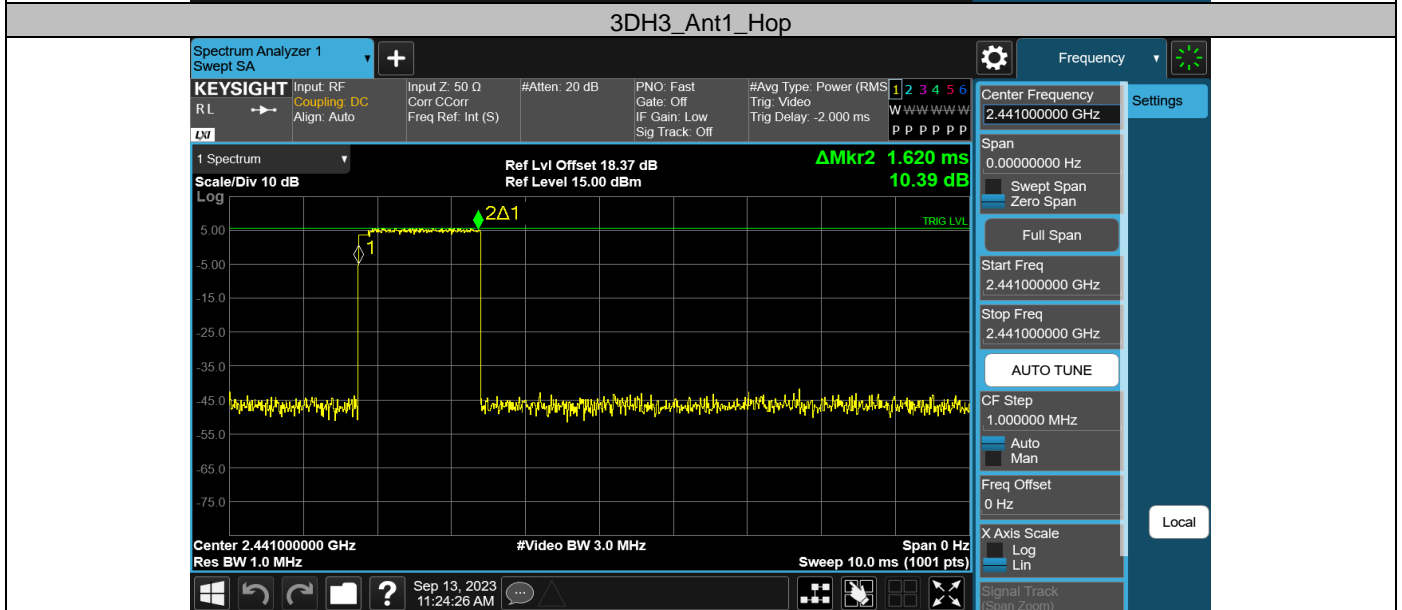 3DH3_Ant1_Hop
Spectrum Analyzer 1
Swept SA
+
Frequency
KEYSIGHT
RL
LXI
Input: RF
Coupling: DC
Align: Auto
Input Z: 50 Ω
Corr CCorr
Freq Ref: Int (S)
#Atten: 20 dB
PNO: Fast
Gate: Off
IF Gain: Low
Sig Track: Off
#Avg Type: Power (RMS
Trig: Video
Trig Delay: -2.000 ms
1 2 3 4 5 6
W W W W W W
P P P P P P
1 Spectrum
Scale/Div 10 dB
Log
Ref Lvl Offset 18.37 dB
Ref Level 15.00 dBm
ΔMkr2 1.620 ms
10.39 dB
2Δ1
1
TRIG LVL
5.00
-5.00
-15.0
-25.0
-35.0
-45.0
-55.0
-65.0
-75.0
Center 2.441000000 GHz
Res BW 1.0 MHz
#Video BW 3.0 MHz
Span 0 Hz
Sweep 10.0 ms (1001 pts)
Center Frequency
2.441000000 GHz
Settings
Span
0.00000000 Hz
Swept Span
Zero Span
Full Span
Start Freq
2.441000000 GHz
Stop Freq
2.441000000 GHz
AUTO TUNE
CF Step
1.000000 MHz
Auto
Man
Freq Offset
0 Hz
X Axis Scale
Log
Lin
Local
Signal Track
(Span Zoom)
?
Sep 13, 2023
11:24:26 AM